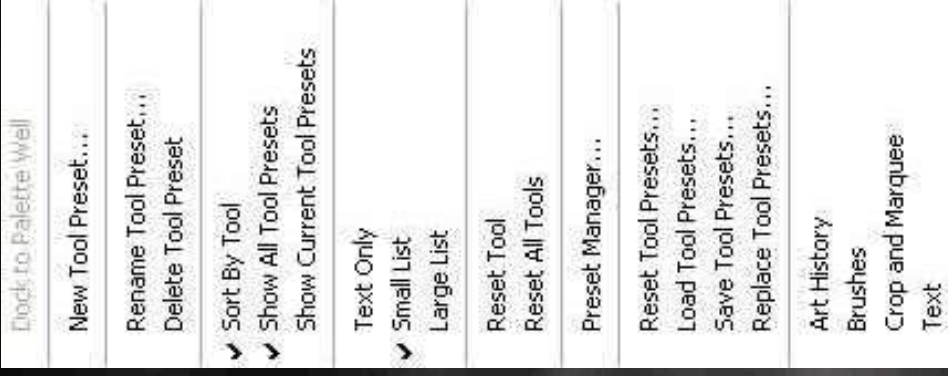 Dock to Palette Well
New Tool Preset...
Rename Tool Preset...
Delete Tool Preset
Sort By Tool
Show All Tool Presets
Show Current Tool Presets
Text Only
Small List
Large List
Reset Tool
Reset All Tools
Preset Manager...
Reset Tool Presets...
Load Tool Presets...
Save Tool Presets...
Replace Tool Presets...
Art History
Brushes
Crop and Marquee
Text